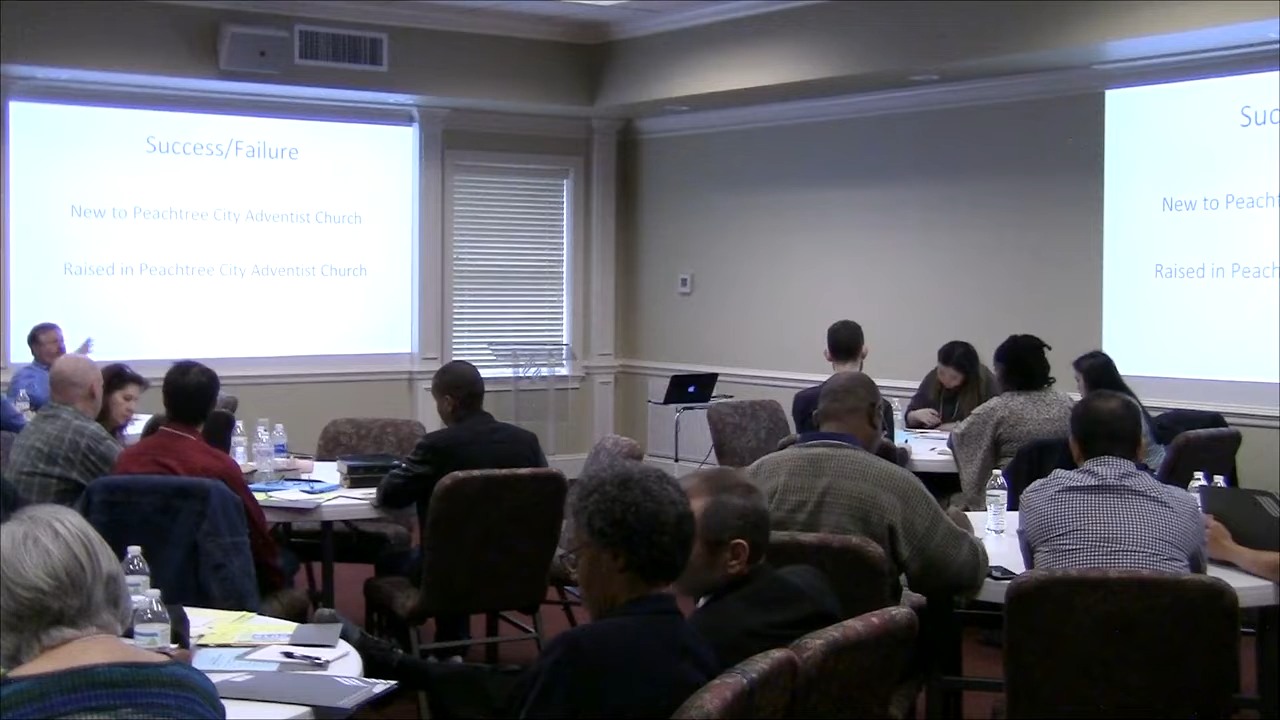 Success/Failure
New to Peachtree City Adventist Church
Raised in Peachtree City Adventist Church
Suc
New to Peacht
Raised in Peach